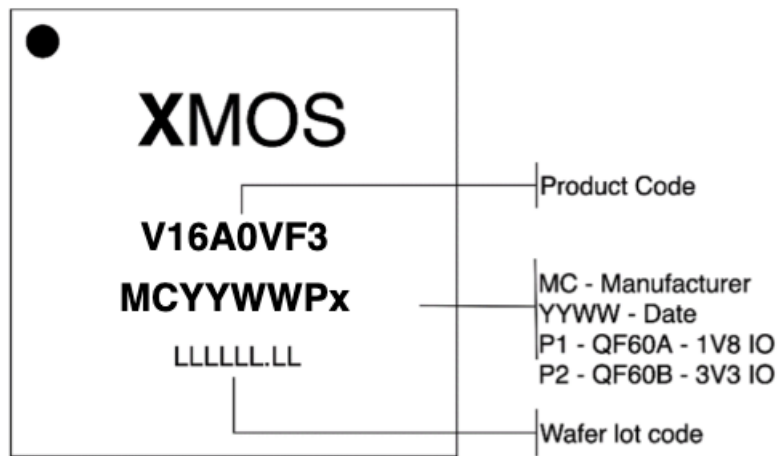 XMOS
Product Code
V16A0VF3
MCYYWWPx
MC - Manufacturer
YYWW - Date
P1 - QF60A - 1V8 IO
P2 - QF60B - 3V3 IO
LLLLLL.LL
Wafer lot code